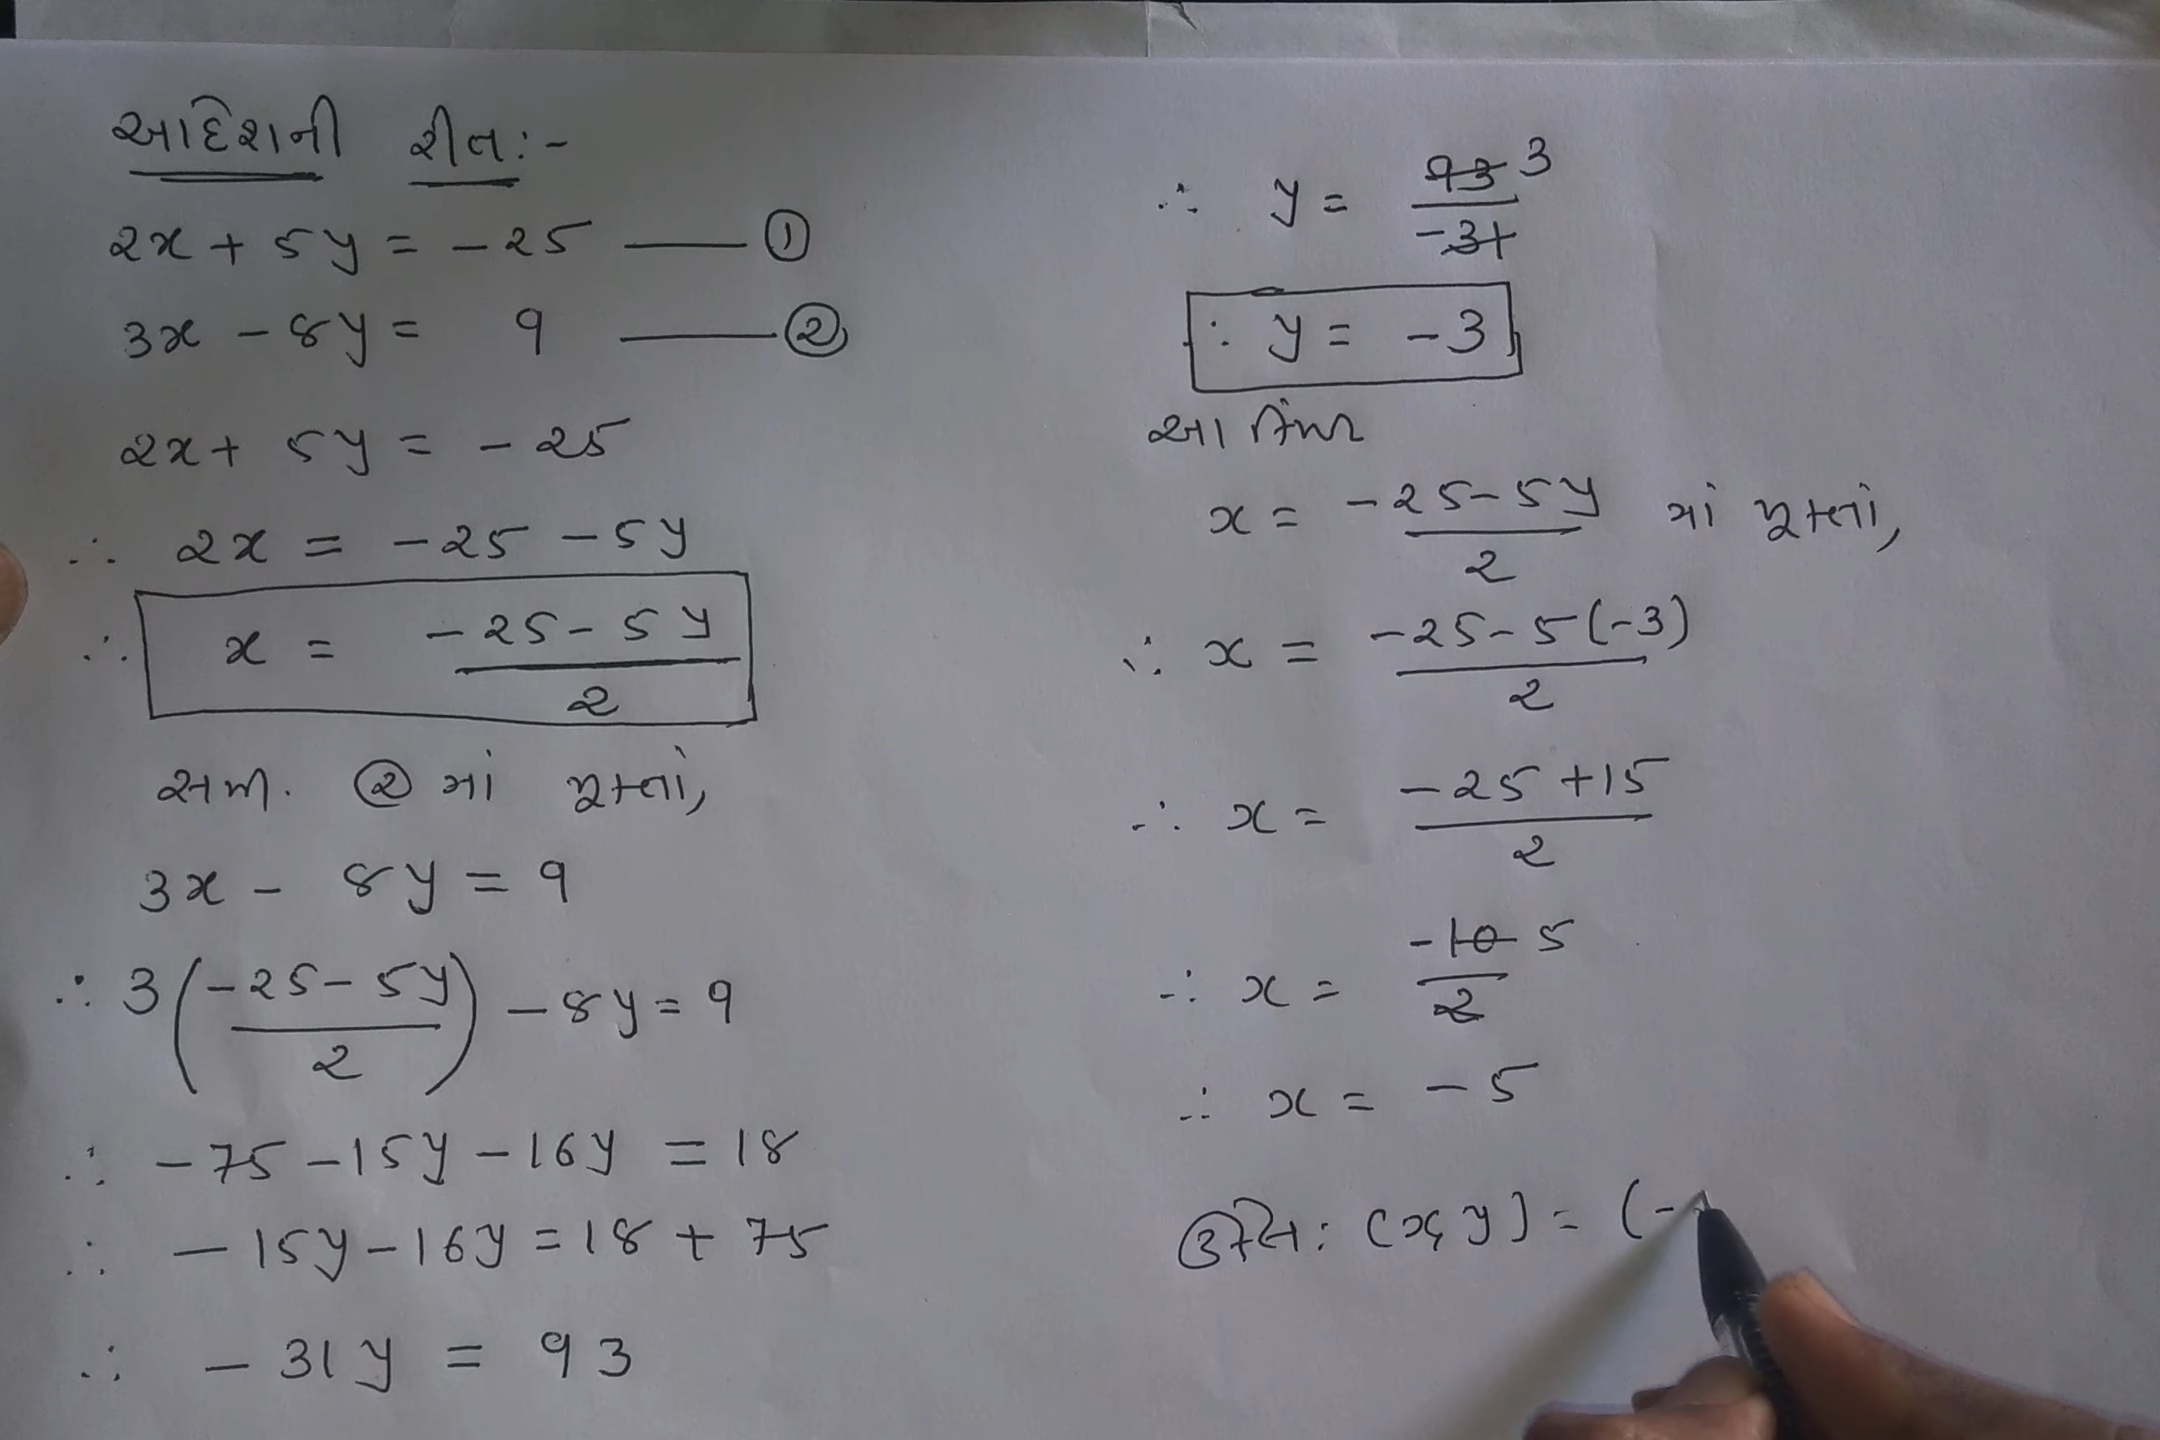 આદેશની રીત :-
2x + 5y = - 25 —— ①
3x - 8y = 9 —— ②
2x + 5y = - 25
∴ 2x = - 25 - 5y
∴ x = (- 25 - 5y) / 2
સમી. ② માં મૂકતાં,
3x - 8y = 9
∴ 3 ((-25 - 5y) / 2) - 8y = 9
∴ - 75 - 15y - 16y = 18
∴ - 15y - 16y = 18 + 75
∴ - 31y = 93
∴ y = 93 3 / -31
∴ y = - 3
આ કિંમત
x = (-25 - 5y) / 2 માં મૂકતાં,
∴ x = (-25 - 5(-3)) / 2
∴ x = (-25 + 15) / 2
∴ x = -10 5 / 2
∴ x = - 5
ઉકેલ : (x, y) = (-